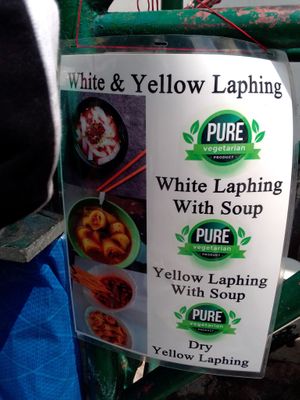 White & Yellow Laphing
PURE
vegetarian
PRODUCT
White Laphing
With Soup
PURE
vegetarian
PRODUCT
Yellow Laphing
With Soup
PURE
vegetarian
PRODUCT
Dry
Yellow Laphing